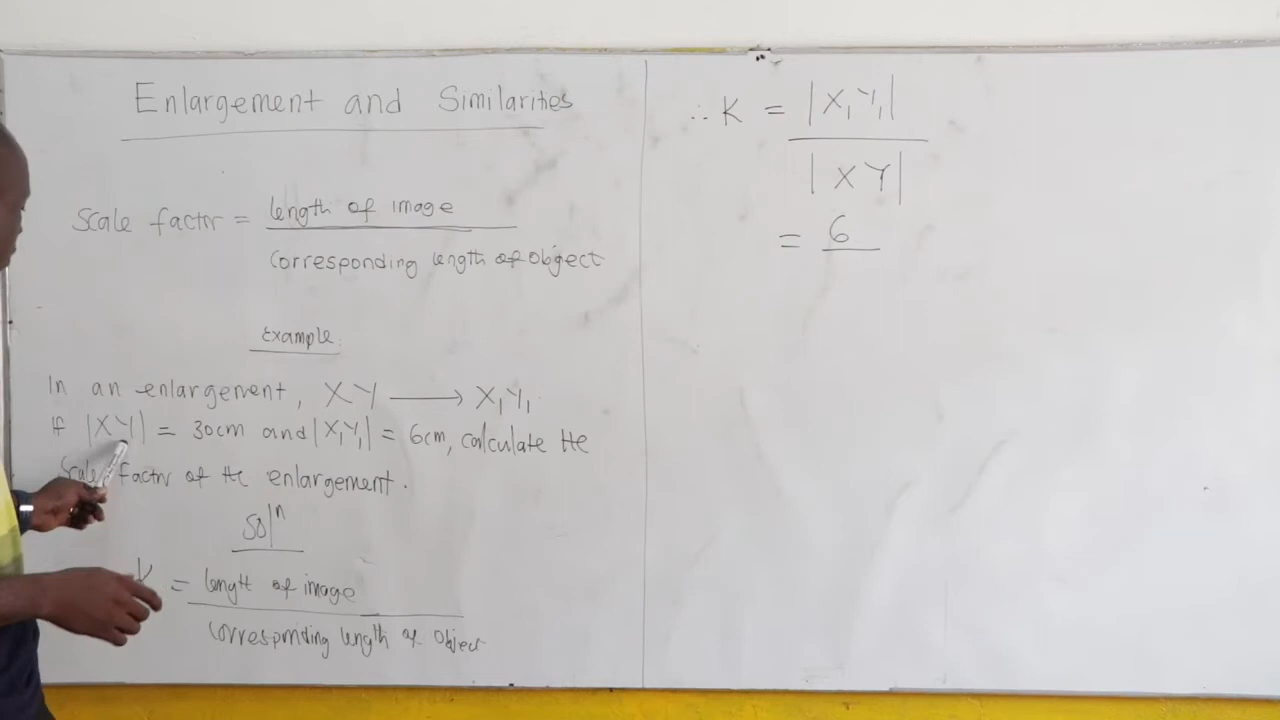 Enlargement and Similarities
Scale factor = length of image
corresponding length of object
Example.
In an enlargement, XY → X₁Y₁
If |XY| = 30cm and |X₁Y₁| = 6cm, calculate the
Scale factor of the enlargement.
Sol|ⁿ
K = length of image
corresponding length of object
∴ K = |X₁Y₁|
|XY|
= 6